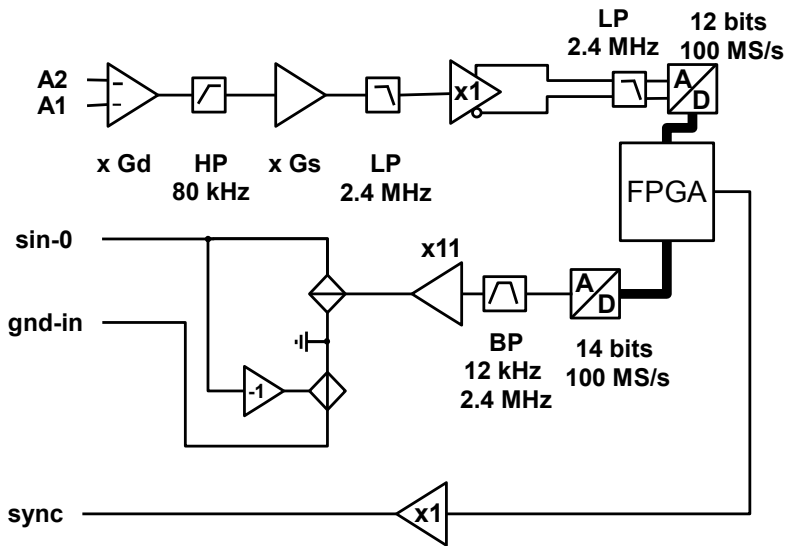 LP
2.4 MHz
12 bits
100 MS/s
A2
A1
x1
A
D
x Gd
HP
80 kHz
x Gs
LP
2.4 MHz
FPGA
sin-0
x11
A
D
gnd-in
BP
12 kHz
2.4 MHz
14 bits
100 MS/s
-1
sync
x1